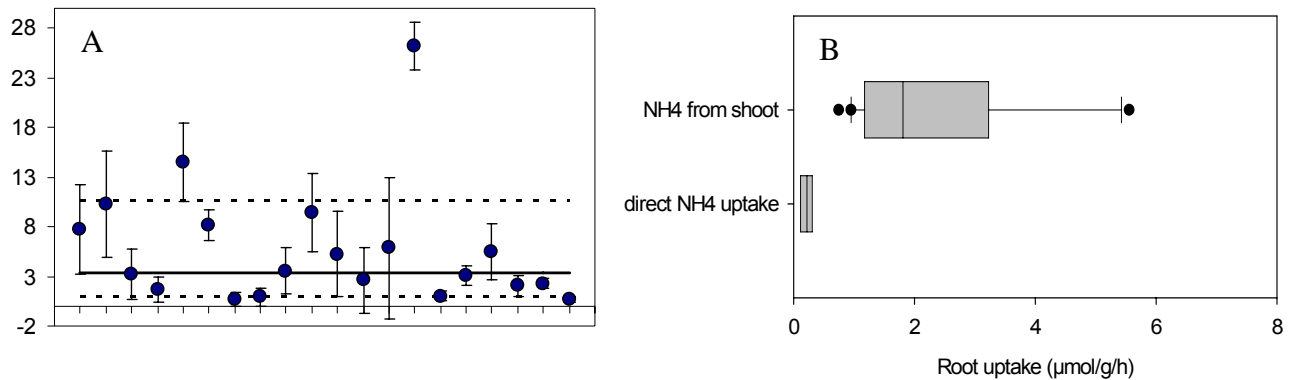 A
28
23
18
13
8
3
-2
B
NH4 from shoot
direct NH4 uptake
0 2 4 6 8
Root uptake (µmol/g/h)